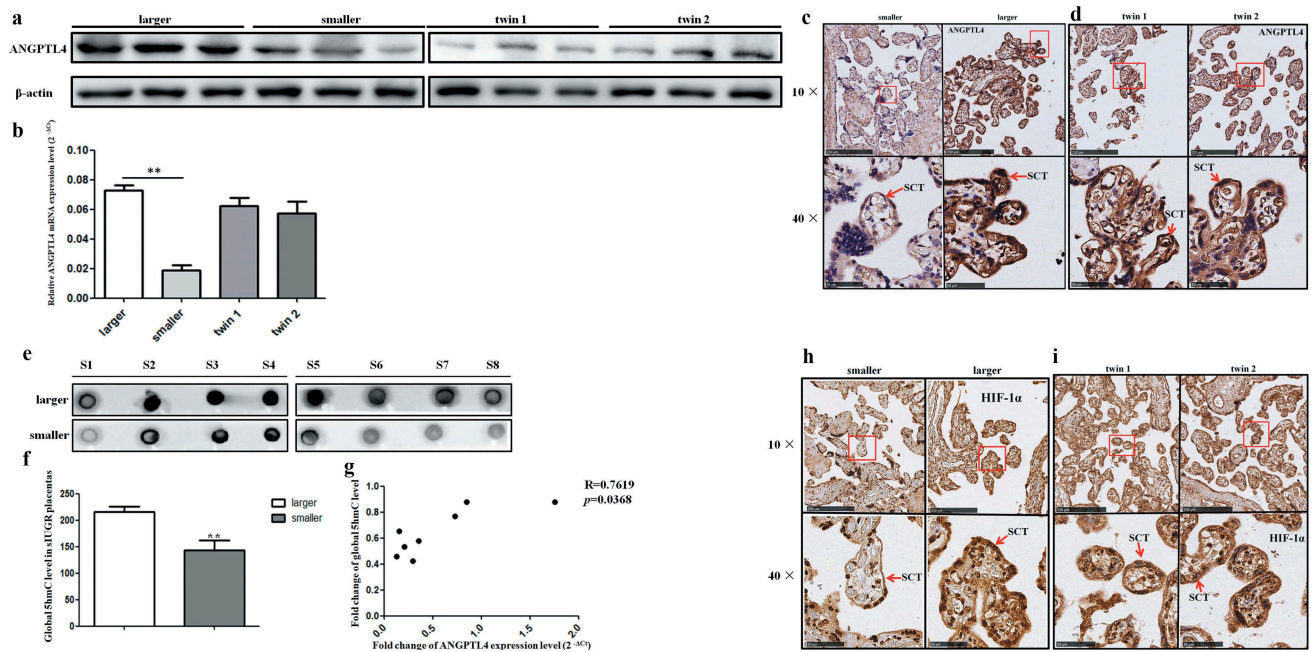 a
larger smaller twin 1 twin 2
ANGPTL4
β-actin
b
Relative ANGPTL4 mRNA expression level (2 -ΔCt)
0.10
0.08
0.06
0.04
0.02
0.00
**
larger smaller twin 1 twin 2
c
smaller larger
ANGPTL4
10 ×
40 ×
SCT
SCT
d
twin 1 twin 2
ANGPTL4
SCT
SCT
e
S1 S2 S3 S4 S5 S6 S7 S8
larger
smaller
f
Global 5hmC level in sIUGR placentas
250
200
150
100
50
0
**
larger
smaller
g
Fold change of global 5hmC level
1.0
0.8
0.6
0.4
0.2
0.0
0.0 0.5 1.0 1.5 2.0
Fold change of ANGPTL4 expression level (2 -ΔCt)
R=0.7619
p=0.0368
h
smaller larger
HIF-1α
10 ×
40 ×
SCT
SCT
i
twin 1 twin 2
HIF-1α
SCT
SCT